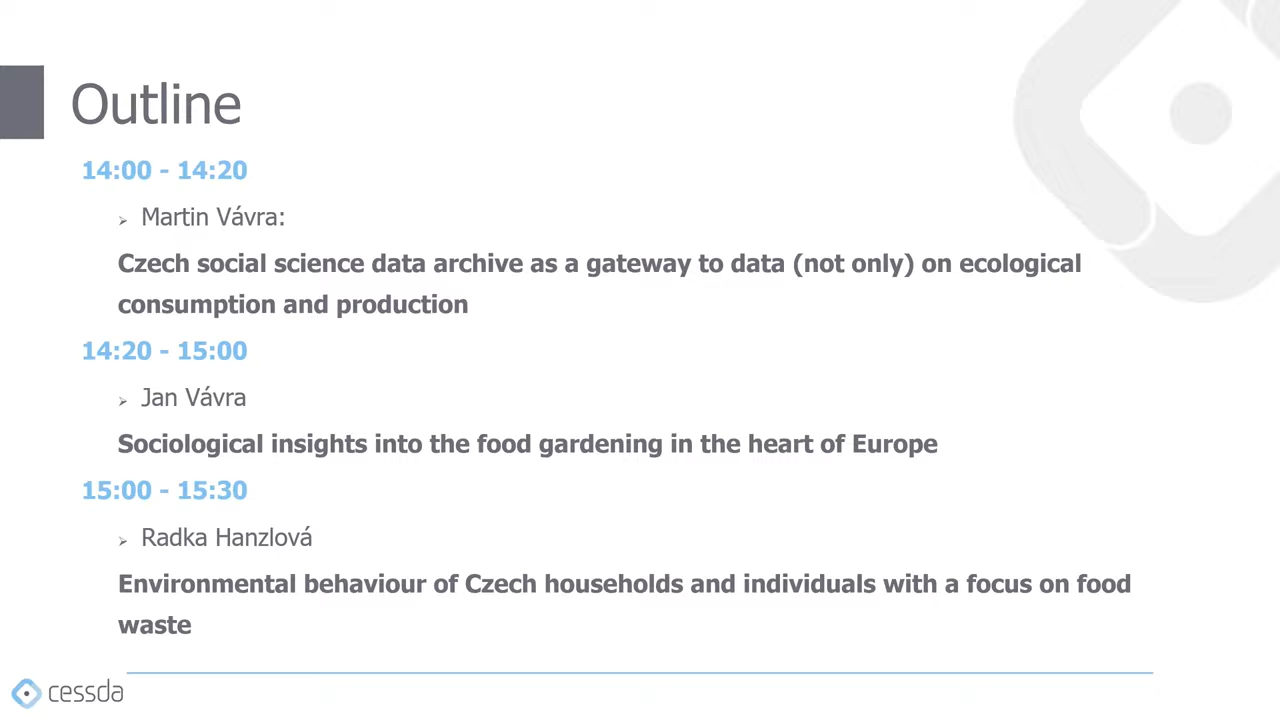 Outline
14:00 - 14:20
Martin Vávra:
Czech social science data archive as a gateway to data (not only) on ecological
consumption and production
14:20 - 15:00
Jan Vávra
Sociological insights into the food gardening in the heart of Europe
15:00 - 15:30
Radka Hanzlová
Environmental behaviour of Czech households and individuals with a focus on food
waste
cessda